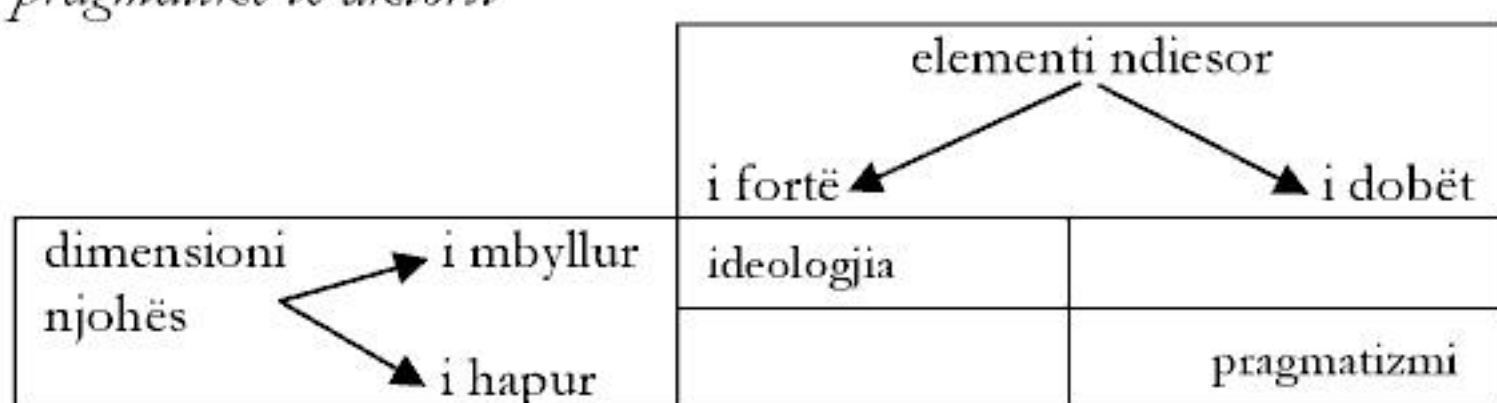 elementi ndiesor
i fortë i dobët
dimensioni i mbyllur ideologjia
njohës
i hapur pragmatizmi